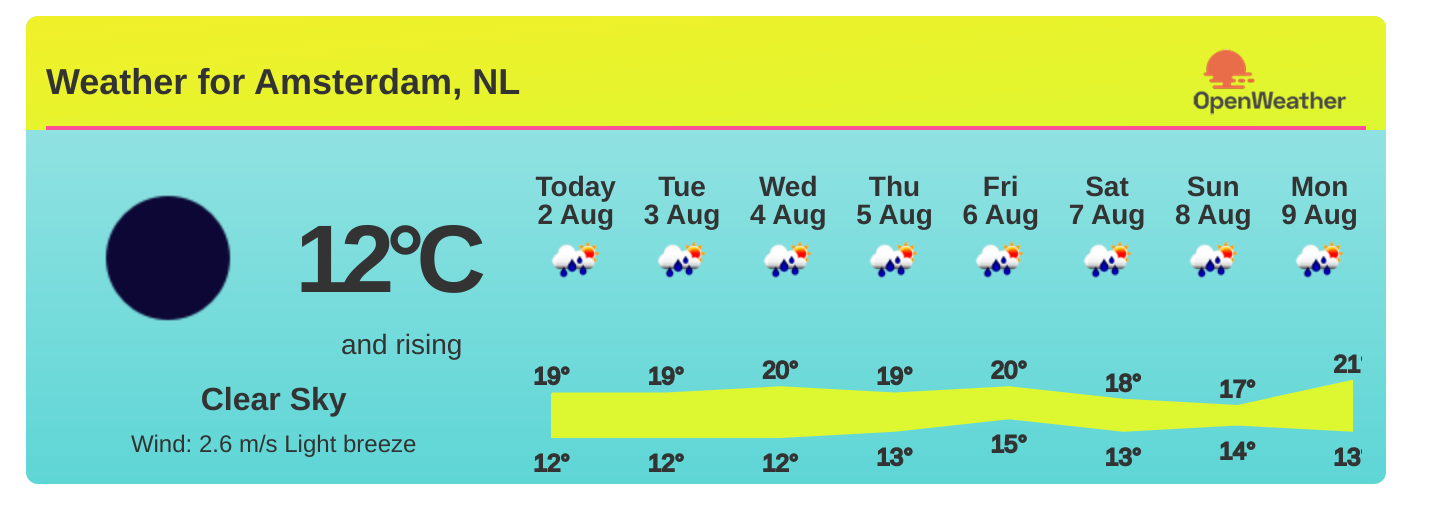 Weather for Amsterdam, NL
OpenWeather
12°C
and rising
Clear Sky
Wind: 2.6 m/s Light breeze
Today Tue Wed Thu Fri Sat Sun Mon
2 Aug 3 Aug 4 Aug 5 Aug 6 Aug 7 Aug 8 Aug 9 Aug
19° 19° 20° 19° 20° 18° 17° 21°
12° 12° 12° 13° 15° 13° 14° 13°